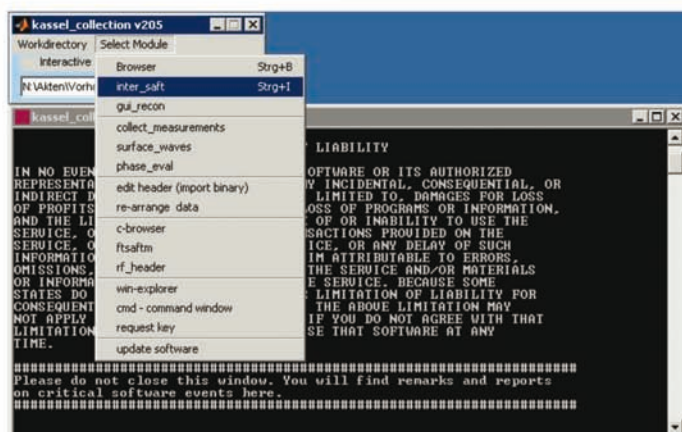 kassel_collection v205
Workdirectory Select Module
Interactive
N:\Akten\Vorh
Browser Strg+B
inter_saft Strg+I
gui_recon
collect_measurements
surface_waves
phase_eval
edit header (import binary)
re-arrange data
c-browser
ftsaftm
rf_header
win-explorer
cmd - command window
request key
update software
kassel_coll
LIABILITY
IN NO EVEN OFTWARE OR ITS AUTHORIZED
REPRESENTA Y INCIDENTAL, CONSEQUENTIAL, OR
INDIRECT D LIMITED TO, DAMAGES FOR LOSS
OF PROFITS OSS OF PROGRAMS OR INFORMATION,
AND THE LI OF OR INABILITY TO USE THE
SERVICE, O SACTIONS PROVIDED ON THE
SERVICE, O ICE, OR ANY DELAY OF SUCH
INFORMATIO IM ATTRIBUTABLE TO ERRORS,
OMISSIONS, THE SERVICE AND/OR MATERIALS
OR INFORMA E SERVICE. BECAUSE SOME
STATES DO LIMITATION OF LIABILITY FOR
CONSEQUENT THE ABOVE LIMITATION MAY
NOT APPLY IF YOU DO NOT AGREE WITH THAT
LIMITATION SE THAT SOFTWARE AT ANY
TIME.
Please do not close this window. You will find remarks and reports
on critical software events here.